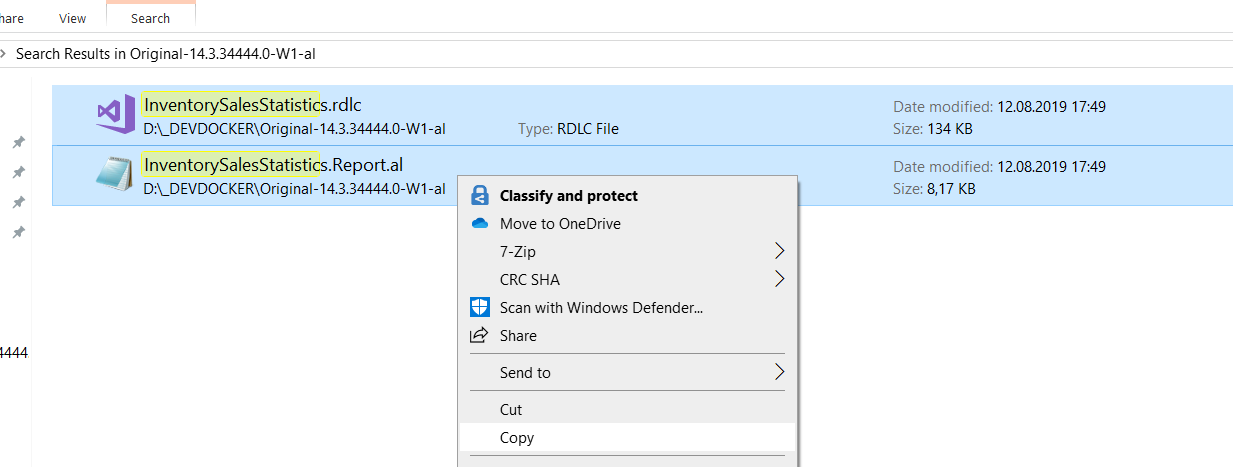 hare View Search
Search Results in Original-14.3.34444.0-W1-al
InventorySalesStatistics.rdlc Date modified: 12.08.2019 17:49
D:\_DEVDOCKER\Original-14.3.34444.0-W1-al Type: RDLC File Size: 134 KB
InventorySalesStatistics.Report.al Date modified: 12.08.2019 17:49
D:\_DEVDOCKER\Original-14.3.34444.0-W1-al Size: 8,17 KB
Classify and protect
Move to OneDrive
7-Zip
CRC SHA
Scan with Windows Defender...
Share
4444
Send to
Cut
Copy